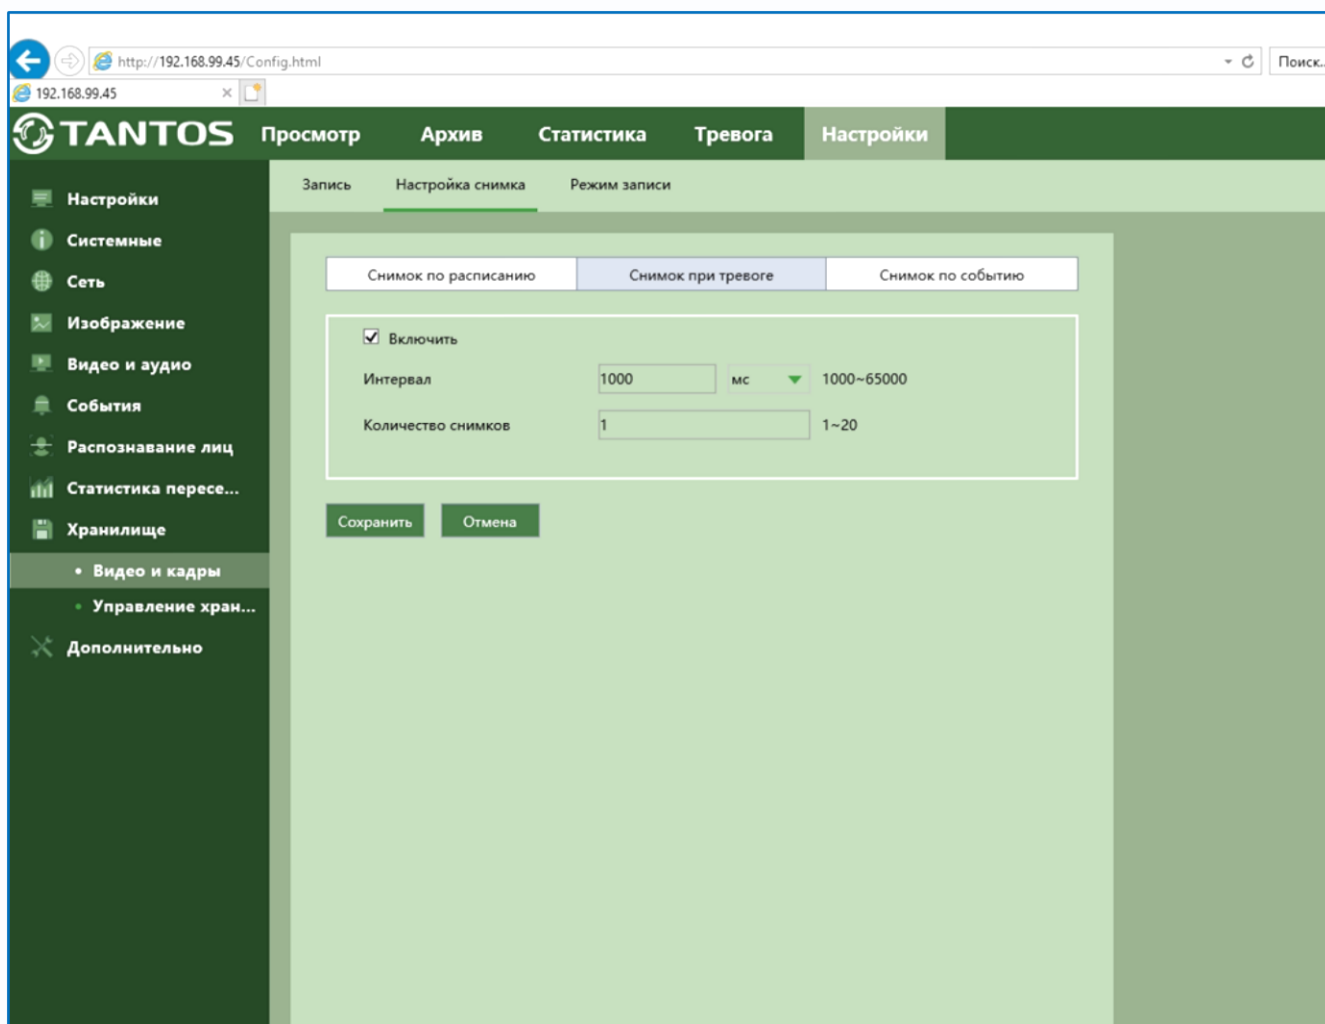 http://192.168.99.45/Config.html
Поиск...
192.168.99.45
TANTOS Просмотр Архив Статистика Тревога Настройки
Запись Настройка снимка Режим записи
Настройки
Системные
Сеть
Изображение
Видео и аудио
События
Распознавание лиц
Статистика пересе...
Хранилище
Видео и кадры
Управление хран...
Дополнительно
Снимок по расписанию Снимок при тревоге Снимок по событию
Включить
Интервал 1000 мс 1000~65000
Количество снимков 1 1~20
Сохранить Отмена